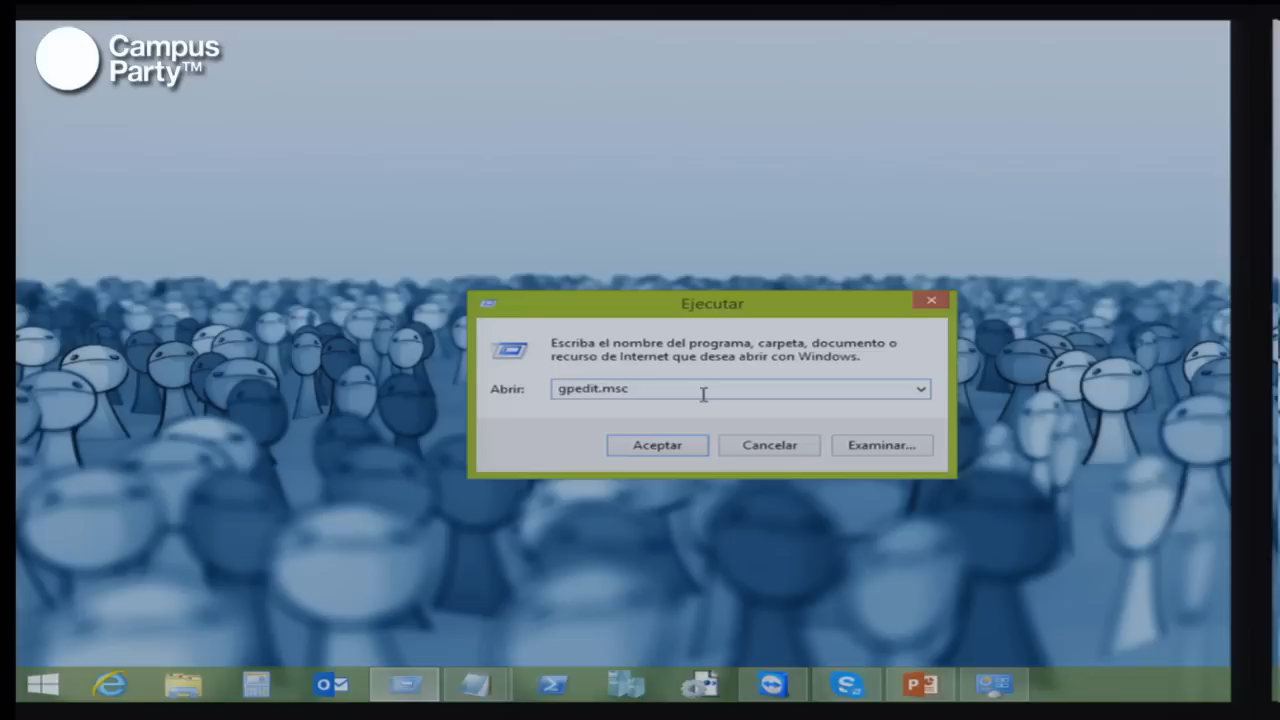 Campus
Party™
Ejecutar
Escriba el nombre del programa, carpeta, documento o
recurso de Internet que desea abrir con Windows.
Abrir:
gpedit.msc
Aceptar
Cancelar
Examinar...